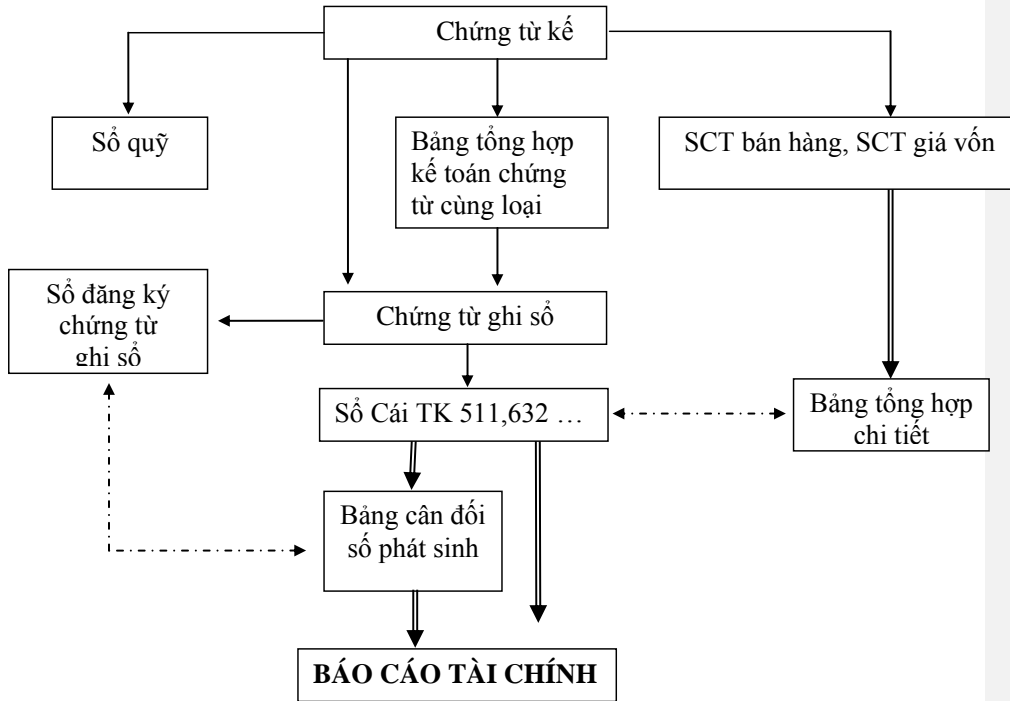 Chứng từ kế
Sổ quỹ
Bảng tổng hợp
kế toán chứng
từ cùng loại
SCT bán hàng, SCT giá vốn
Sổ đăng ký
chứng từ
ghi sổ
Chứng từ ghi sổ
Sổ Cái TK 511,632 …
Bảng tổng hợp
chi tiết
Bảng cân đối
số phát sinh
BÁO CÁO TÀI CHÍNH